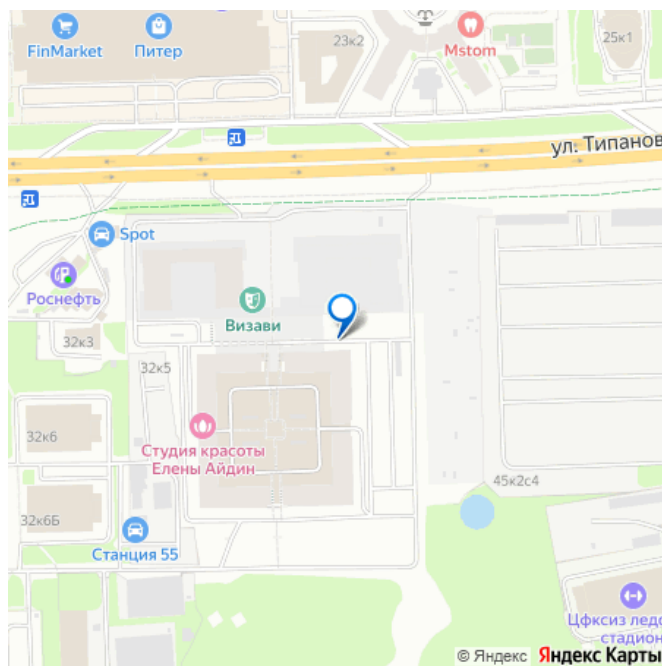 FinMarket
Питер
23к2
Mstom
25к1
ул. Типанов
Spot
Роснефть
Визави
32к3
32к5
Студия красоты
Елены Айдин
32к6
45к2с4
32к6Б
Станция 55
Цфксиз ледо
стадион
© Яндекс Яндекс Карты